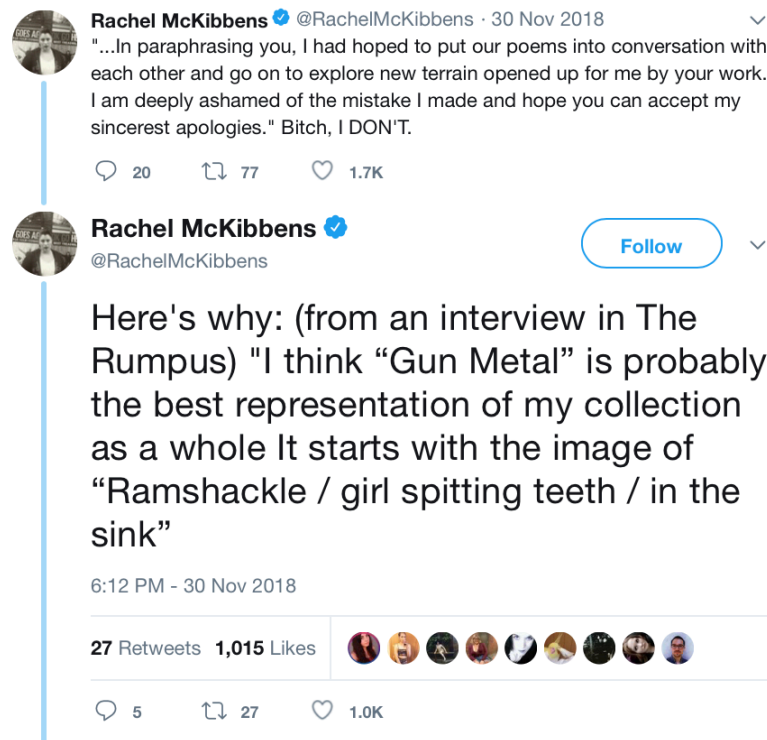 Rachel McKibbens @RachelMcKibbens · 30 Nov 2018
"...In paraphrasing you, I had hoped to put our poems into conversation with
each other and go on to explore new terrain opened up for me by your work.
I am deeply ashamed of the mistake I made and hope you can accept my
sincerest apologies." Bitch, I DON'T.
20 77 1.7K
Rachel McKibbens
@RachelMcKibbens
Follow
Here's why: (from an interview in The
Rumpus) "I think “Gun Metal” is probably
the best representation of my collection
as a whole It starts with the image of
“Ramshackle / girl spitting teeth / in the
sink”
6:12 PM - 30 Nov 2018
27 Retweets 1,015 Likes
5 27 1.0K